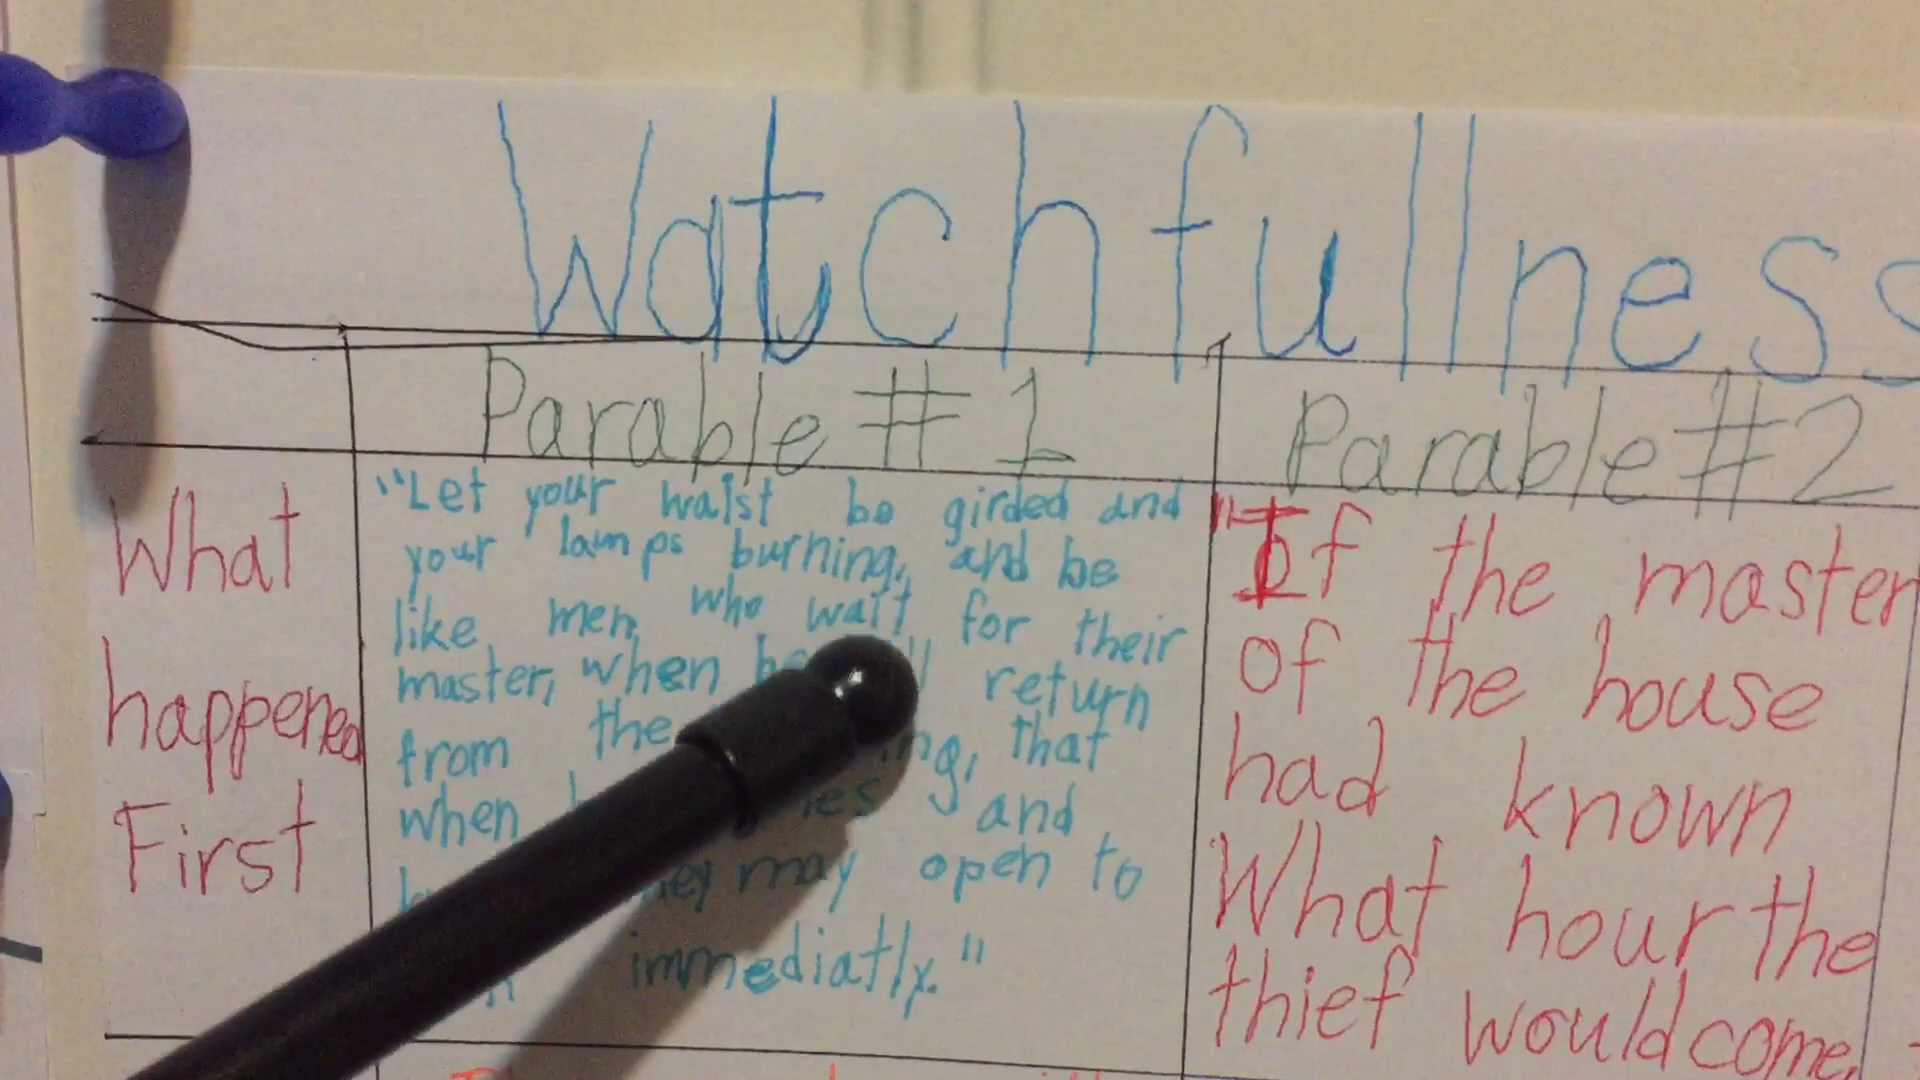 Watchfullness
Parable #1
Parable #2
What
happened
First
"Let your waist be girded and
your lamps burning, and be
like men, who wait for their
master, when return
from the that
when and
may open to
immediatly."
"If the master
of the house
had known
What hour the
thief would come,